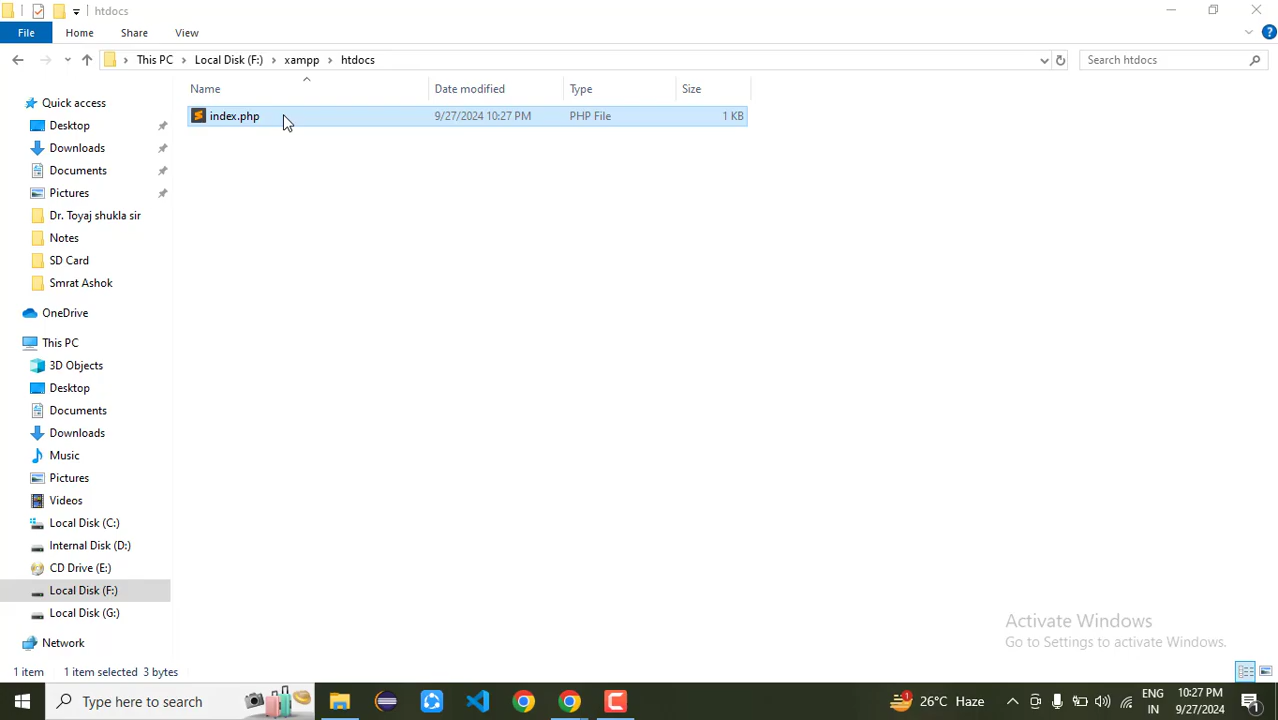 htdocs
File Home Share View
This PC Local Disk (F:) xampp htdocs Search htdocs
Name Date modified Type Size
index.php 9/27/2024 10:27 PM PHP File 1 KB
Quick access
Desktop
Downloads
Documents
Pictures
Dr. Toyaj shukla sir
Notes
SD Card
Smrat Ashok
OneDrive
This PC
3D Objects
Desktop
Documents
Downloads
Music
Pictures
Videos
Local Disk (C:)
Internal Disk (D:)
CD Drive (E:)
Local Disk (F:)
Local Disk (G:)
Network
Activate Windows
Go to Settings to activate Windows.
1 item 1 item selected 3 bytes
Type here to search 1 26°C Haze ENG IN 10:27 PM 9/27/2024 1